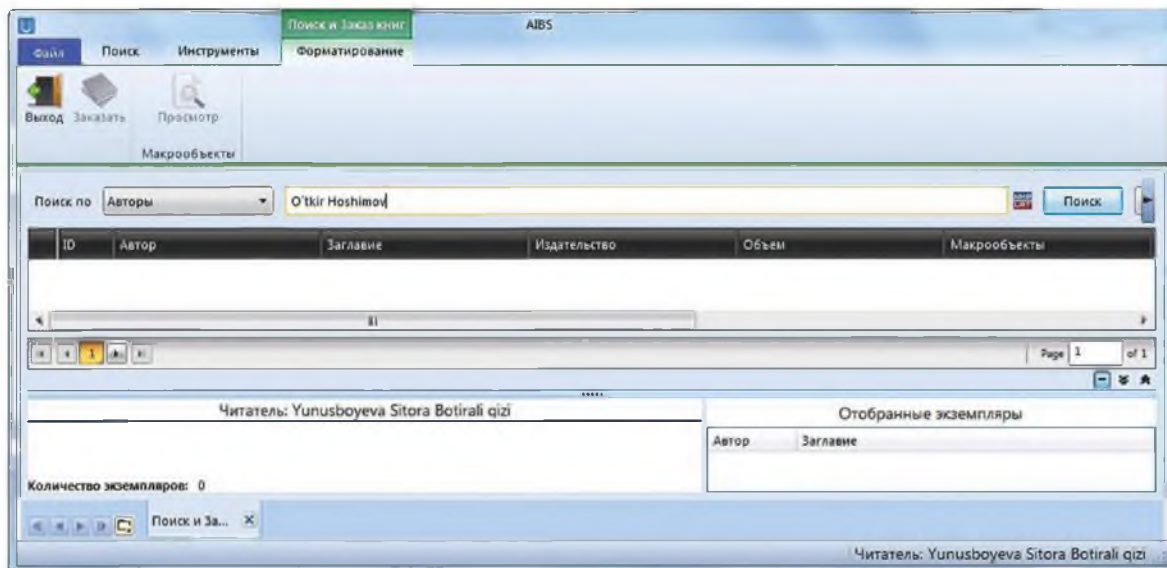 Поиск и Заказ книг AIBS
Файл Поиск Инструменты Форматирование
Выход Заказать Просмотр
Макрообъекты
Поиск по Авторы O'tkir Hoshimov Поиск
ID Автор Заглавие Издательство Объем Макрообъекты
1 Page 1 of 1
Читатель: Yunusboyeva Sitora Botirali qizi Отобранные экземпляры
Автор Заглавие
Количество экземпляров: 0
Поиск и За...
Читатель: Yunusboyeva Sitora Botirali qizi